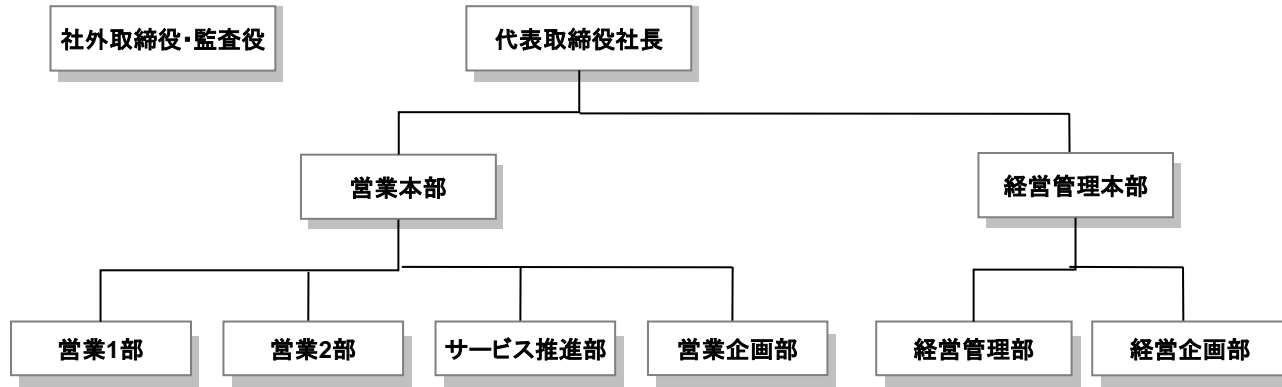 社外取締役・監査役
代表取締役社長
営業本部
経営管理本部
営業1部
営業2部
サービス推進部
営業企画部
経営管理部
経営企画部